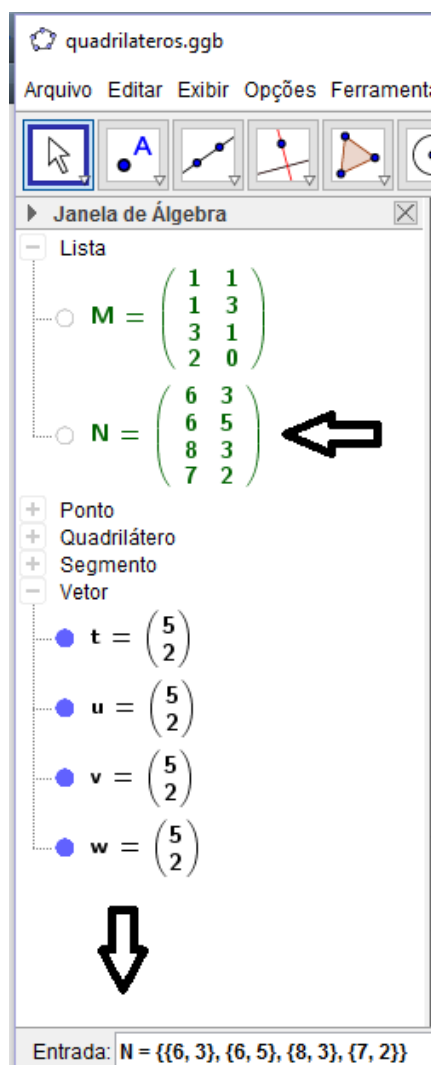 quadrilateros.ggb
Arquivo Editar Exibir Opções Ferramenta
A
Janela de Álgebra
Lista
M =
1 1
1 3
3 1
2 0
N =
6 3
6 5
8 3
7 2
Ponto
Quadrilátero
Segmento
Vetor
t =
5
2
u =
5
2
v =
5
2
w =
5
2
Entrada: N = {{6, 3}, {6, 5}, {8, 3}, {7, 2}}